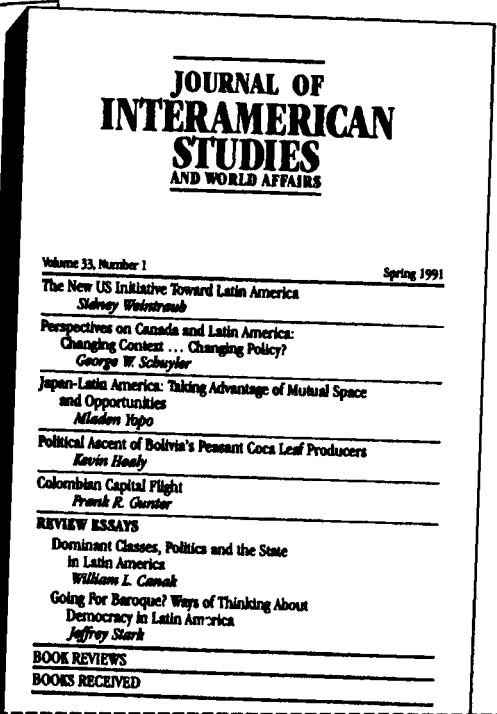 JOURNAL OF
INTERAMERICAN
STUDIES
AND WORLD AFFAIRS
Volume 33, Number 1
Spring 1991
The New US Initiative Toward Latin America
Sidney Weintraub
Perspectives on Canada and Latin America:
Changing Context ... Changing Policy?
George W. Schuyler
Japan-Latin America: Taking Advantage of Mutual Space
and Opportunities
Mladen Yopo
Political Ascent of Bolivia's Peasant Coca Leaf Producers
Kevin Healy
Colombian Capital Flight
Frank R. Gunter
REVIEW ESSAYS
Dominant Classes, Politics and the State
in Latin America
William L. Canak
Going For Baroque? Ways of Thinking About
Democracy in Latin America
Jeffrey Stark
BOOK REVIEWS
BOOKS RECEIVED